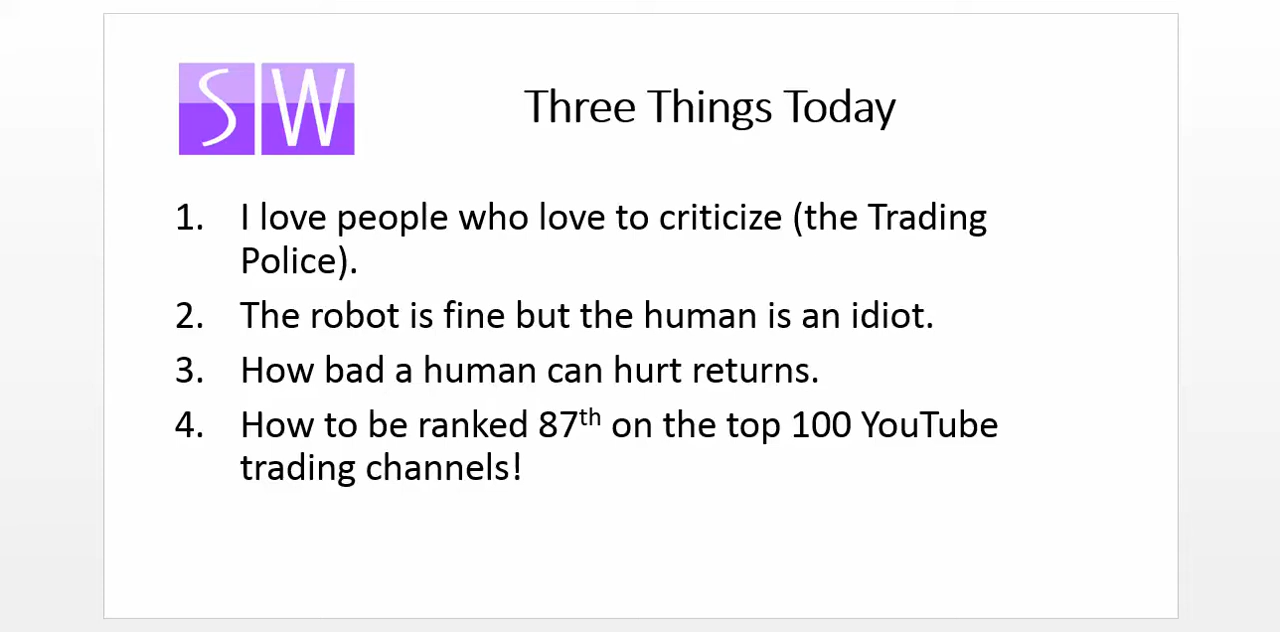 SW
Three Things Today
1. I love people who love to criticize (the Trading
Police).
2. The robot is fine but the human is an idiot.
3. How bad a human can hurt returns.
4. How to be ranked 87th on the top 100 YouTube
trading channels!